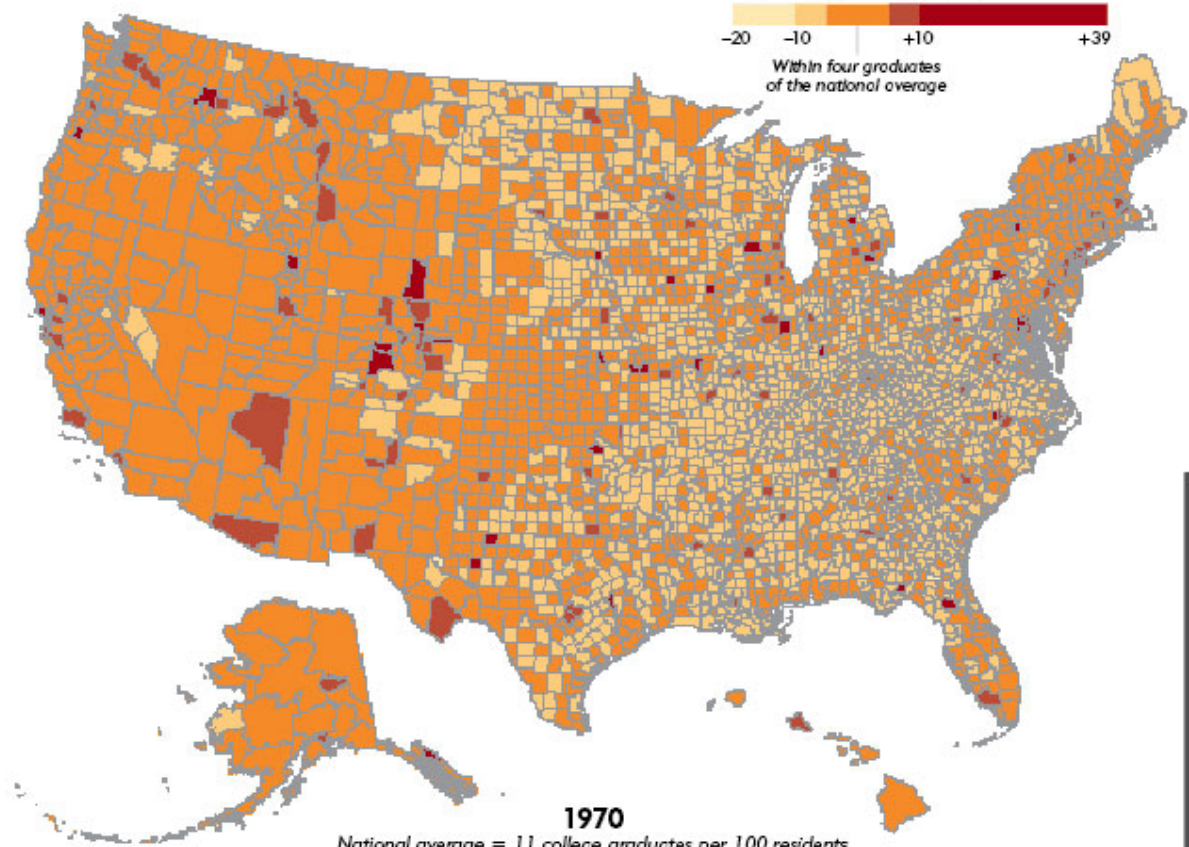 −20 −10 +10 +39
Within four graduates
of the national average
1970
National average = 11 college graduates per 100 residents